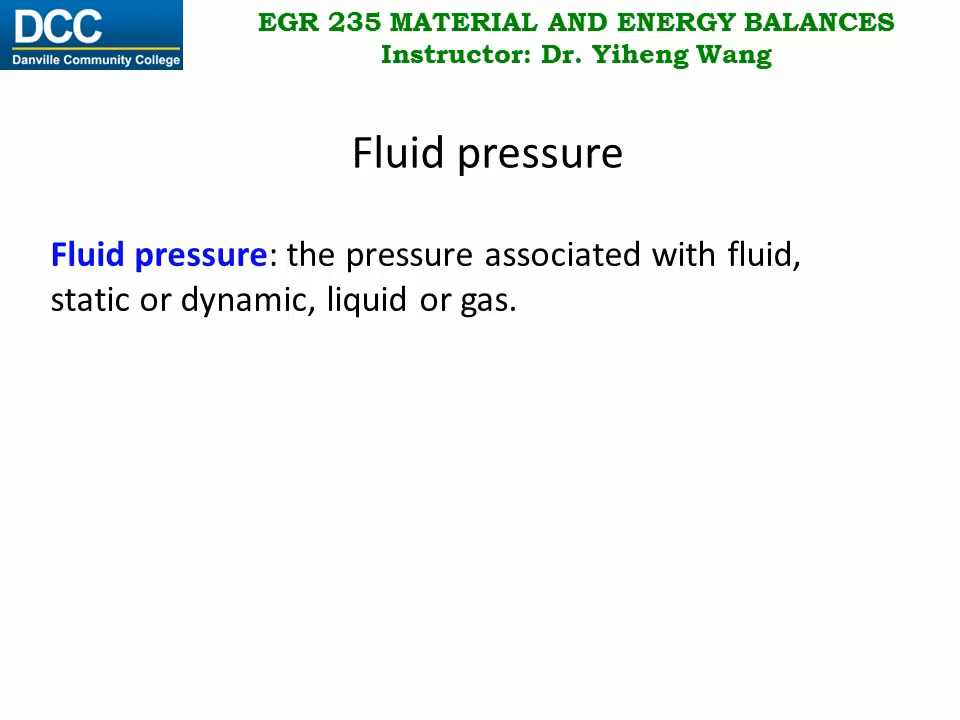 DCC
Danville Community College
EGR 235 MATERIAL AND ENERGY BALANCES
Instructor: Dr. Yiheng Wang
Fluid pressure
Fluid pressure: the pressure associated with fluid,
static or dynamic, liquid or gas.